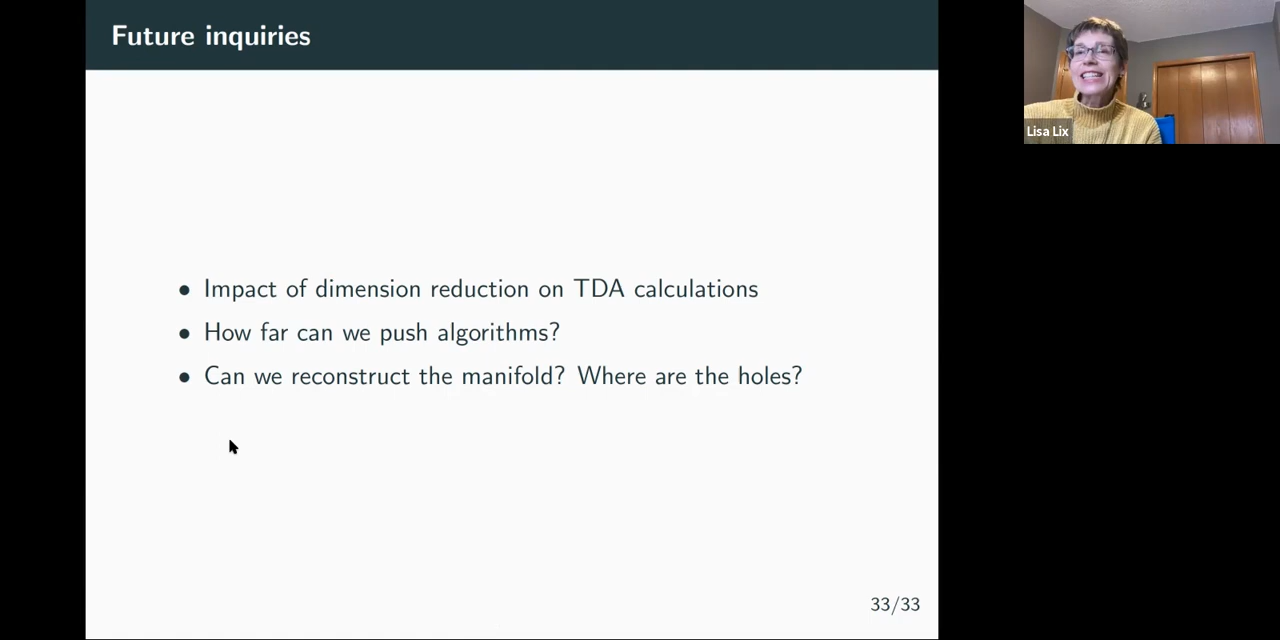 Future inquiries
Lisa Lix
• Impact of dimension reduction on TDA calculations
• How far can we push algorithms?
• Can we reconstruct the manifold? Where are the holes?
33/33